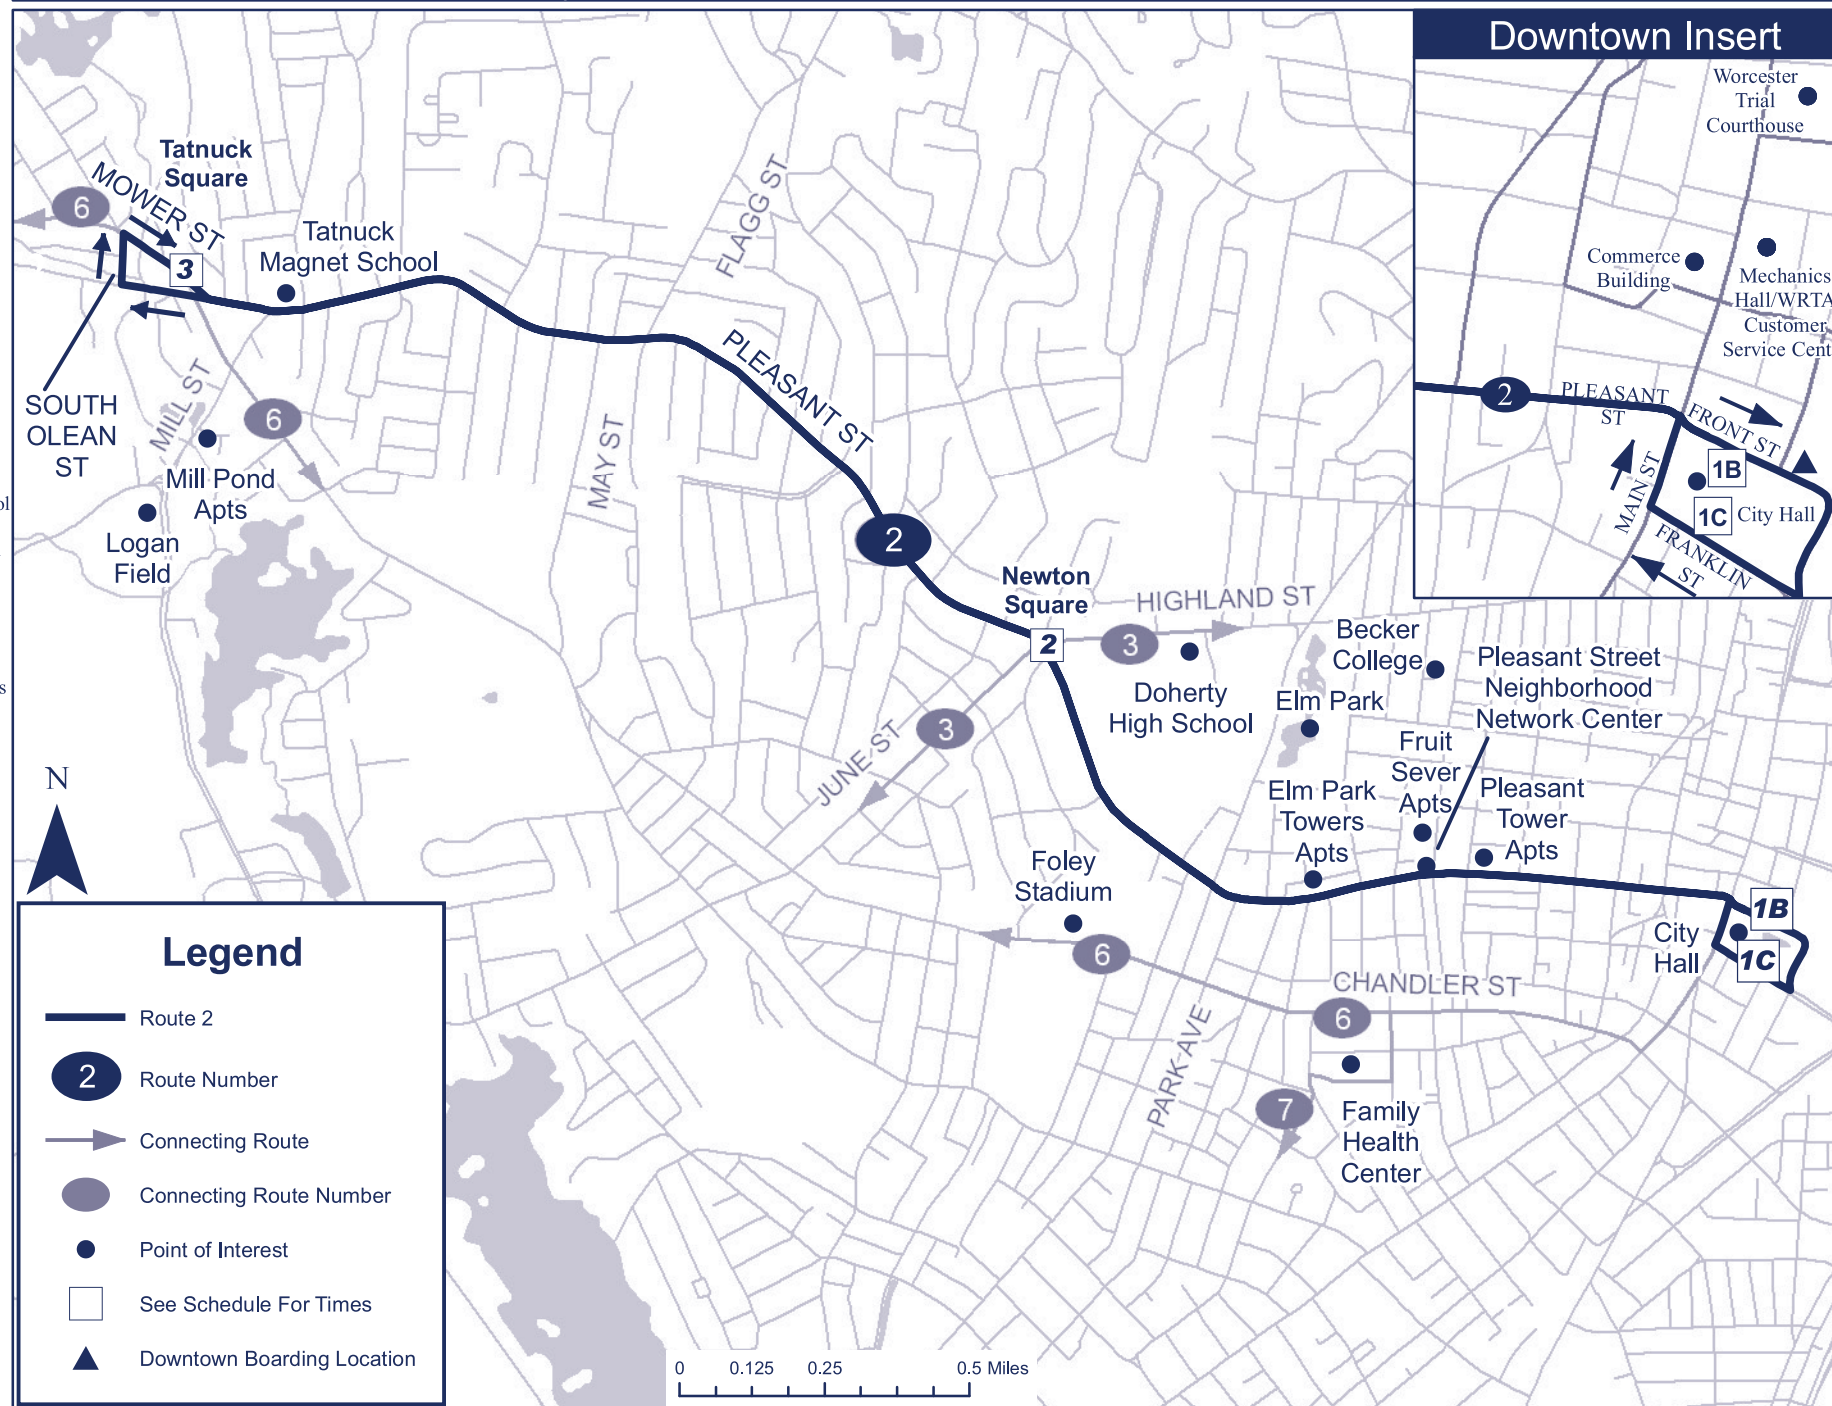 Downtown Insert
Worcester
Trial
Courthouse
Commerce
Building
Mechanics
Hall/WRTA
Customer
Service Cent
2
PLEASANT
ST
FRONT ST
MAIN ST
1B
1C
City Hall
FRANKLIN
ST
Tatnuck
Square
6
MOWER ST
3
Tatnuck
Magnet School
FLAGG ST
SOUTH
OLEAN
ST
MILL ST
6
Mill Pond
Apts
Logan
Field
MAY ST
PLEASANT ST
2
Newton
Square
2
HIGHLAND ST
3
Doherty
High School
Becker
College
Elm Park
Pleasant Street
Neighborhood
Network Center
3
JUNE ST
Fruit
Sever
Apts
Elm Park
Towers
Apts
Pleasant
Tower
Apts
Foley
Stadium
6
1B
City
Hall
1C
CHANDLER ST
6
PARK AVE
7
Family
Health
Center
N
Legend
Route 2
2
Route Number
Connecting Route
Connecting Route Number
Point of Interest
See Schedule For Times
Downtown Boarding Location
0 0.125 0.25 0.5 Miles